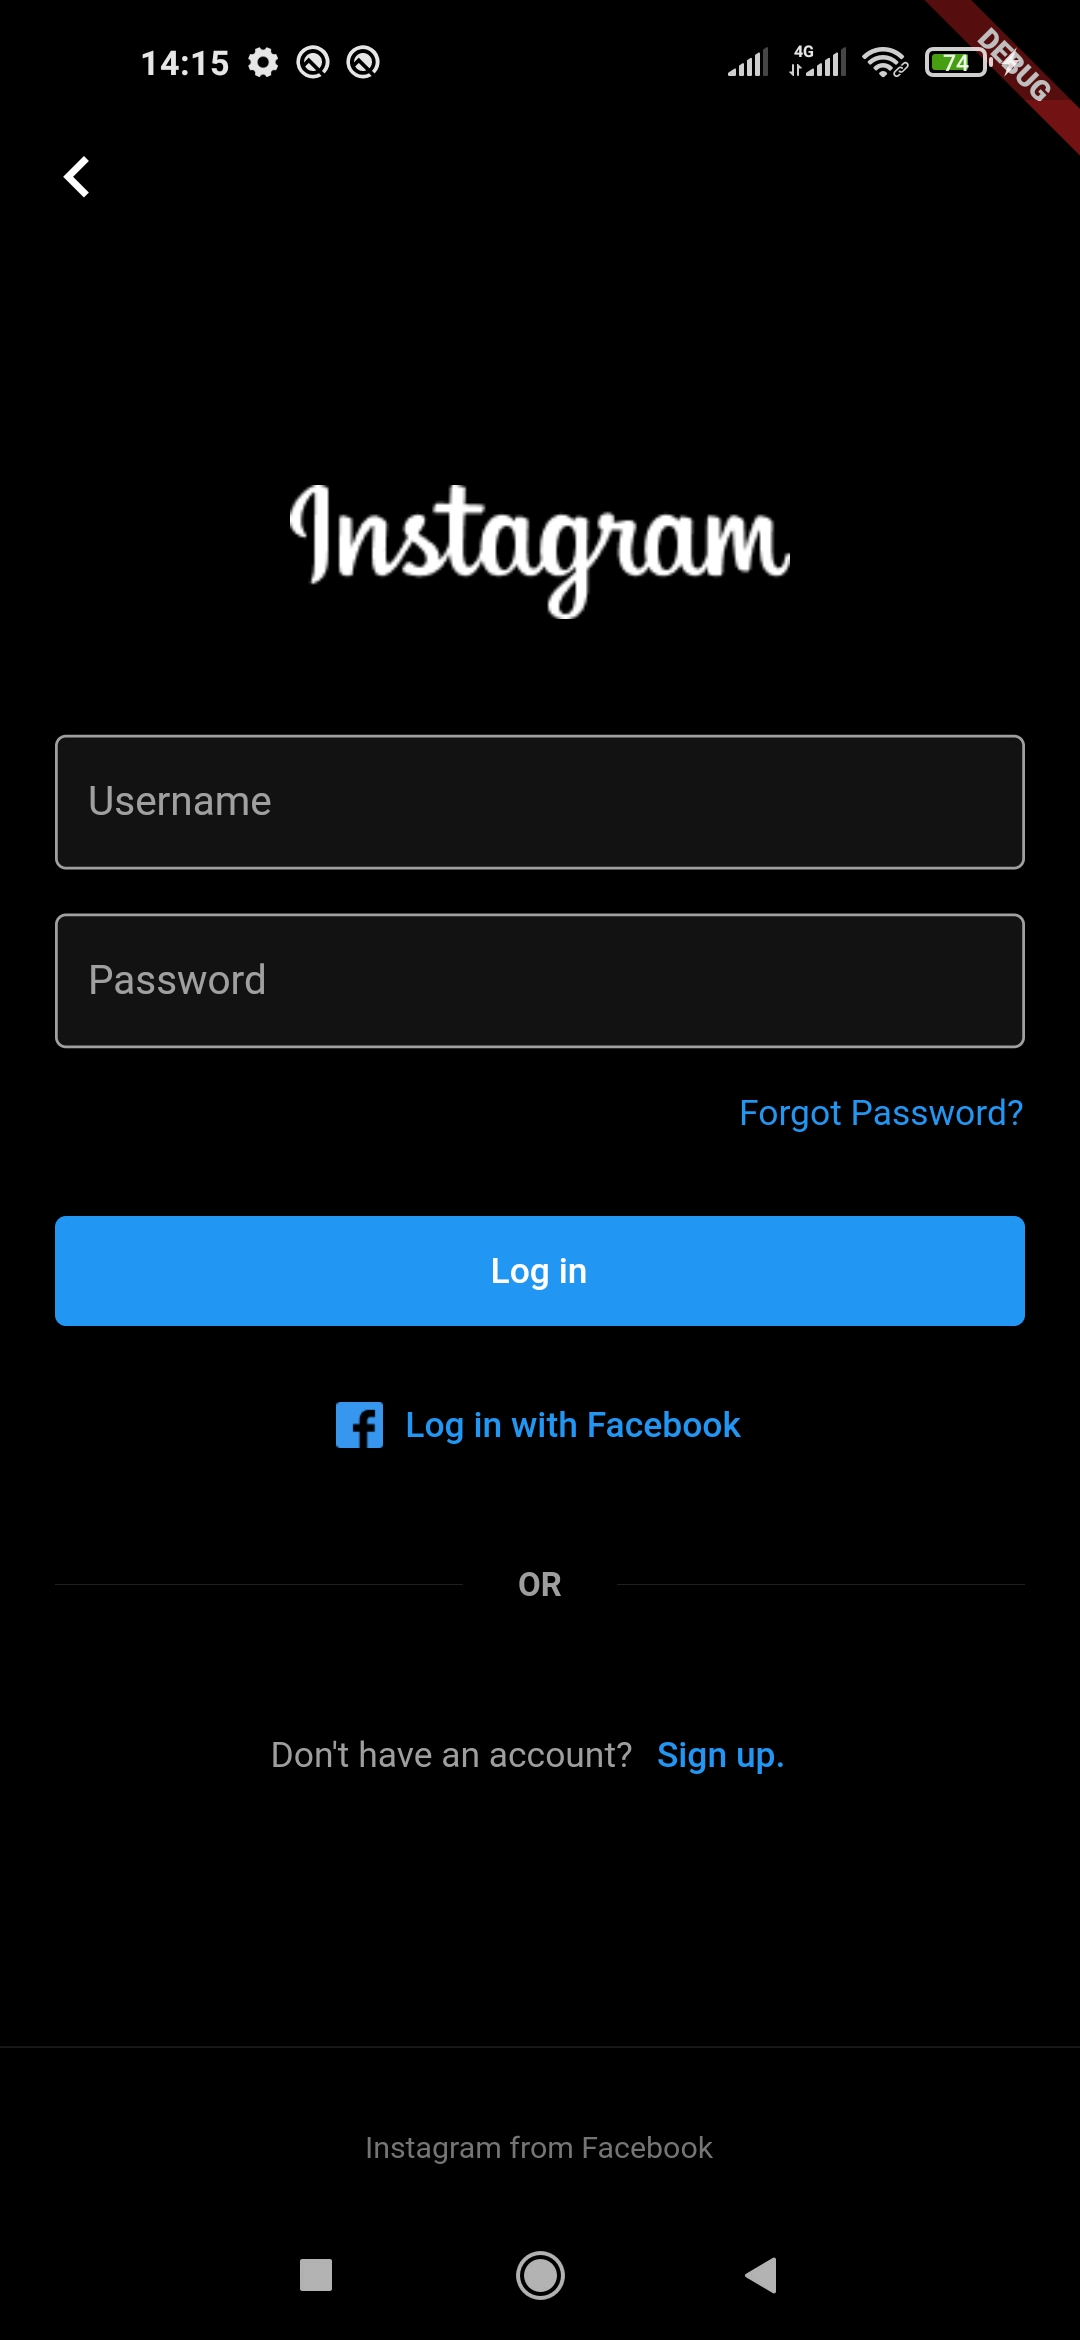 14:15
4G
74
DEBUG
Instagram
Username
Password
Forgot Password?
Log in
Log in with Facebook
OR
Don't have an account? Sign up.
Instagram from Facebook